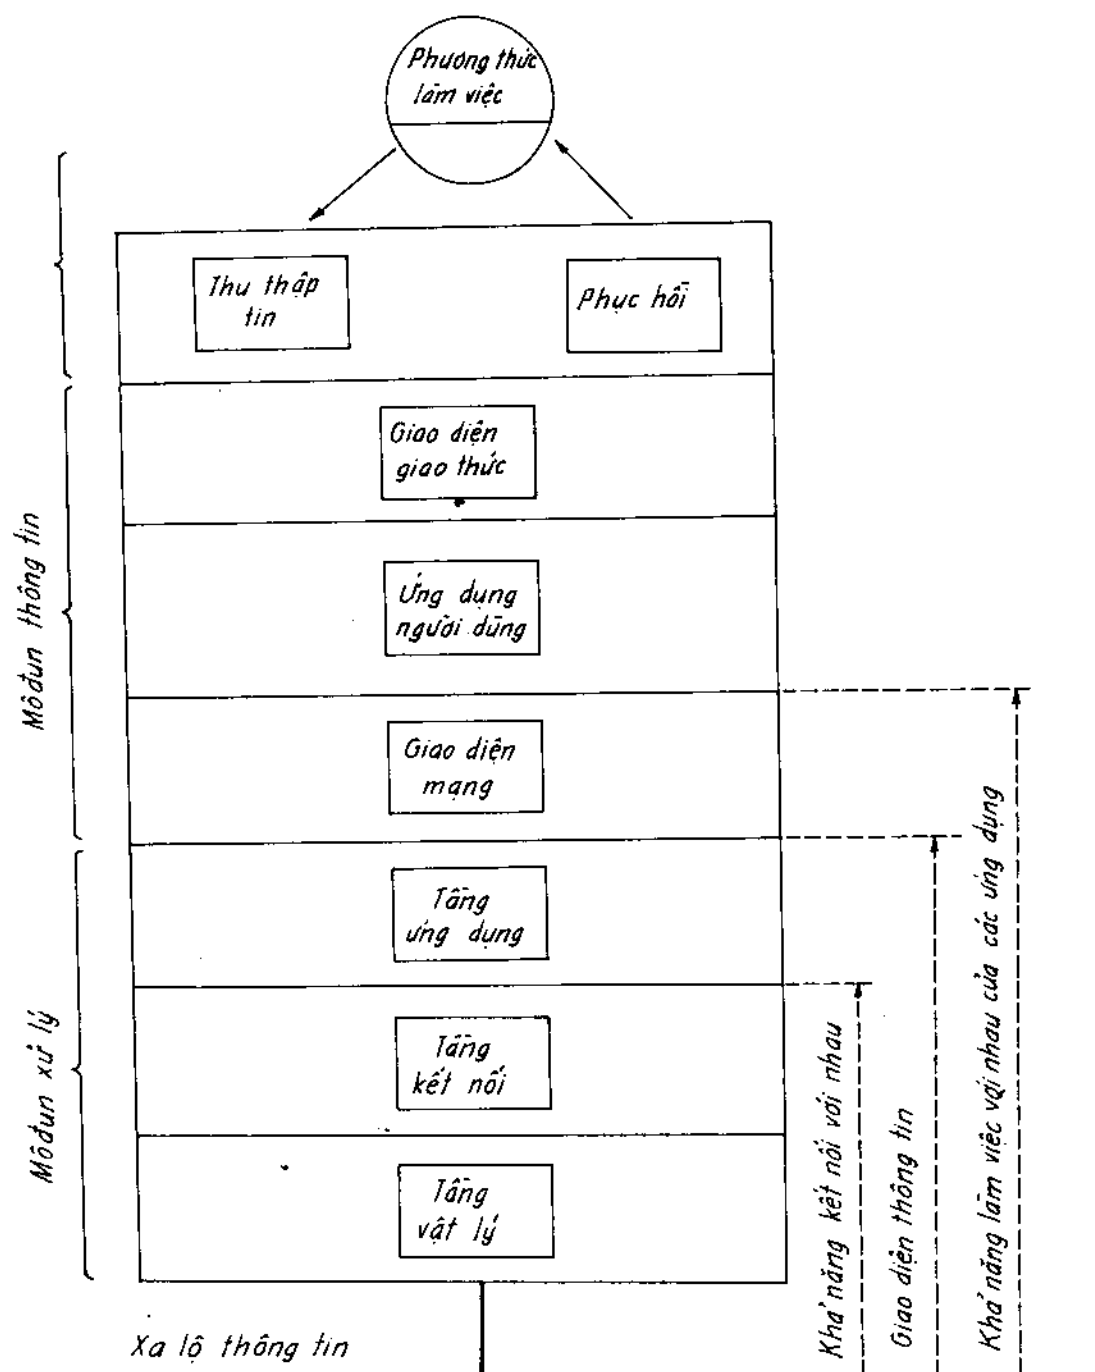 Phương thức
làm việc
Thu thập
tin
Phục hồi
Giao diện
giao thức
Ứng dụng
người dùng
Giao diện
mạng
Tầng
ứng dụng
Tầng
kết nối
Tầng
vật lý
Môđun thông tin
Môđun xử lý
Khả năng kết nối với nhau
Giao diện thông tin
Khả năng làm việc với nhau của các ứng dụng
Xa lộ thông tin